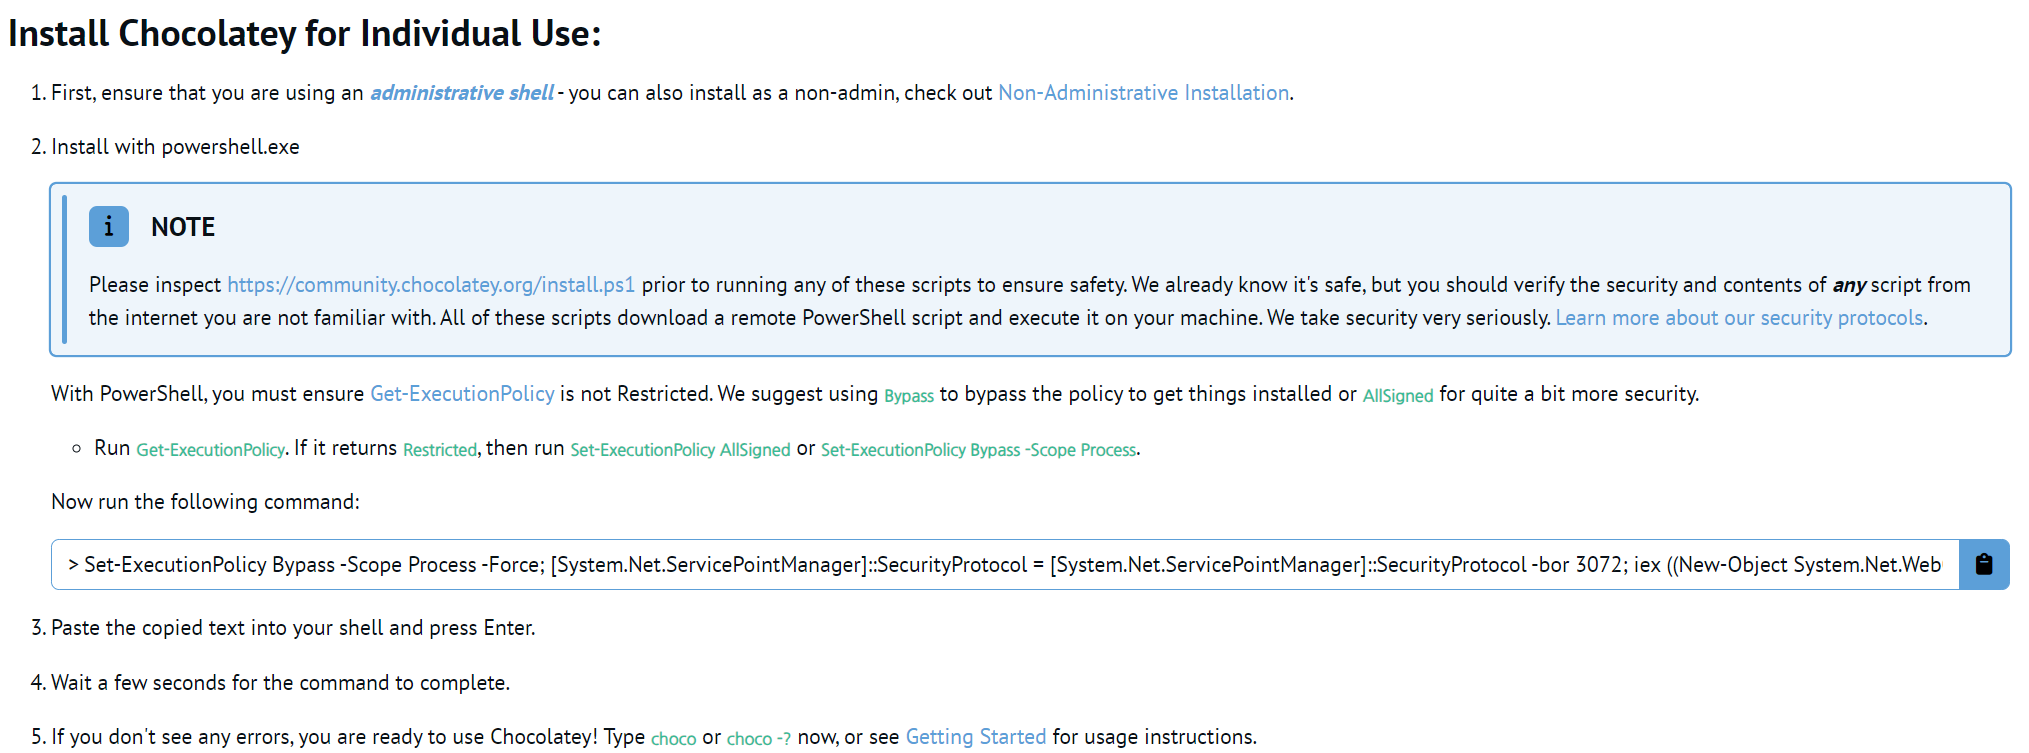 Install Chocolatey for Individual Use:
1. First, ensure that you are using an administrative shell - you can also install as a non-admin, check out Non-Administrative Installation.
2. Install with powershell.exe
i NOTE
Please inspect https://community.chocolatey.org/install.ps1 prior to running any of these scripts to ensure safety. We already know it's safe, but you should verify the security and contents of any script from
the internet you are not familiar with. All of these scripts download a remote PowerShell script and execute it on your machine. We take security very seriously. Learn more about our security protocols.
With PowerShell, you must ensure Get-ExecutionPolicy is not Restricted. We suggest using Bypass to bypass the policy to get things installed or AllSigned for quite a bit more security.
Run Get-ExecutionPolicy. If it returns Restricted, then run Set-ExecutionPolicy AllSigned or Set-ExecutionPolicy Bypass -Scope Process.
Now run the following command:
> Set-ExecutionPolicy Bypass -Scope Process -Force; [System.Net.ServicePointManager]::SecurityProtocol = [System.Net.ServicePointManager]::SecurityProtocol -bor 3072; iex ((New-Object System.Net.Web
3. Paste the copied text into your shell and press Enter.
4. Wait a few seconds for the command to complete.
5. If you don't see any errors, you are ready to use Chocolatey! Type choco or choco -? now, or see Getting Started for usage instructions.